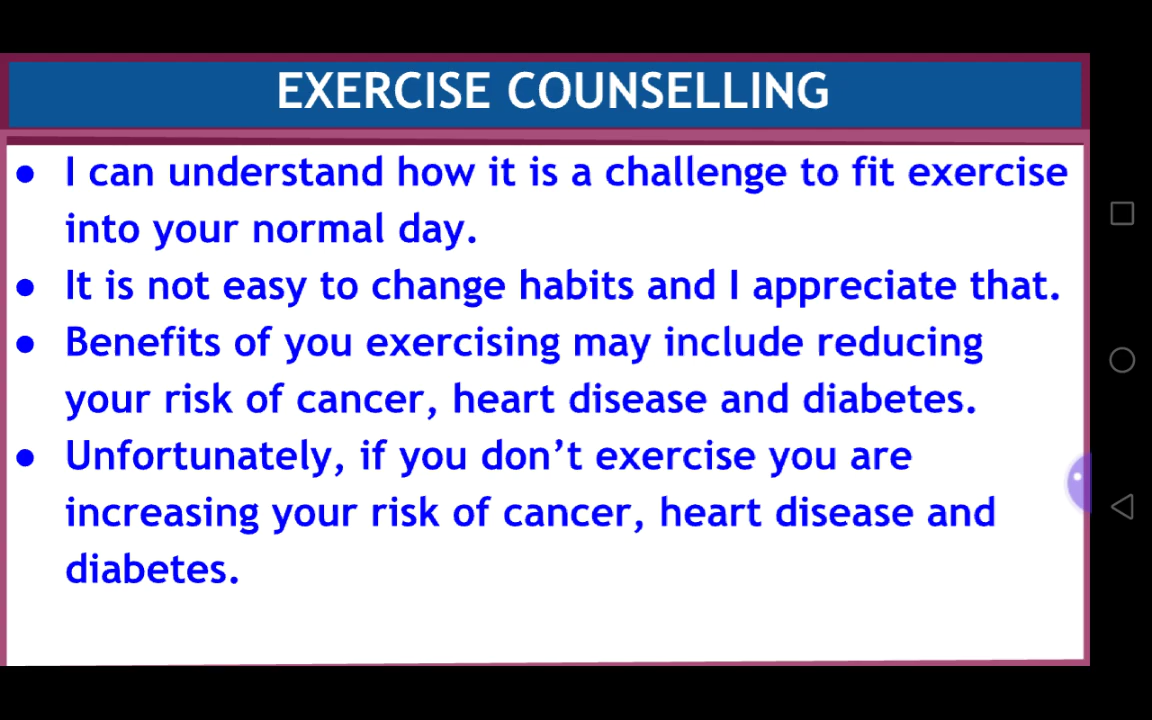 EXERCISE COUNSELLING
● I can understand how it is a challenge to fit exercise
into your normal day.
● It is not easy to change habits and I appreciate that.
● Benefits of you exercising may include reducing
your risk of cancer, heart disease and diabetes.
● Unfortunately, if you don’t exercise you are
increasing your risk of cancer, heart disease and
diabetes.